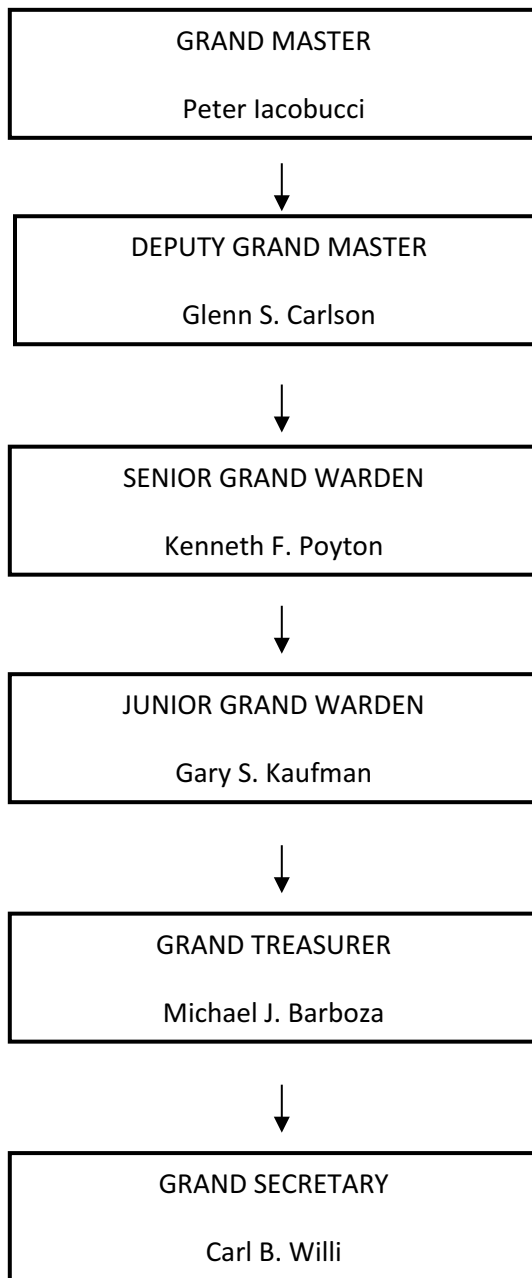 GRAND MASTER
Peter Iacobucci
DEPUTY GRAND MASTER
Glenn S. Carlson
SENIOR GRAND WARDEN
Kenneth F. Poyton
JUNIOR GRAND WARDEN
Gary S. Kaufman
GRAND TREASURER
Michael J. Barboza
GRAND SECRETARY
Carl B. Willi